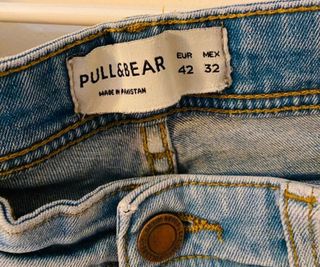 PULL&BEAR
EUR MEX
42 32
MADE IN PAKISTAN